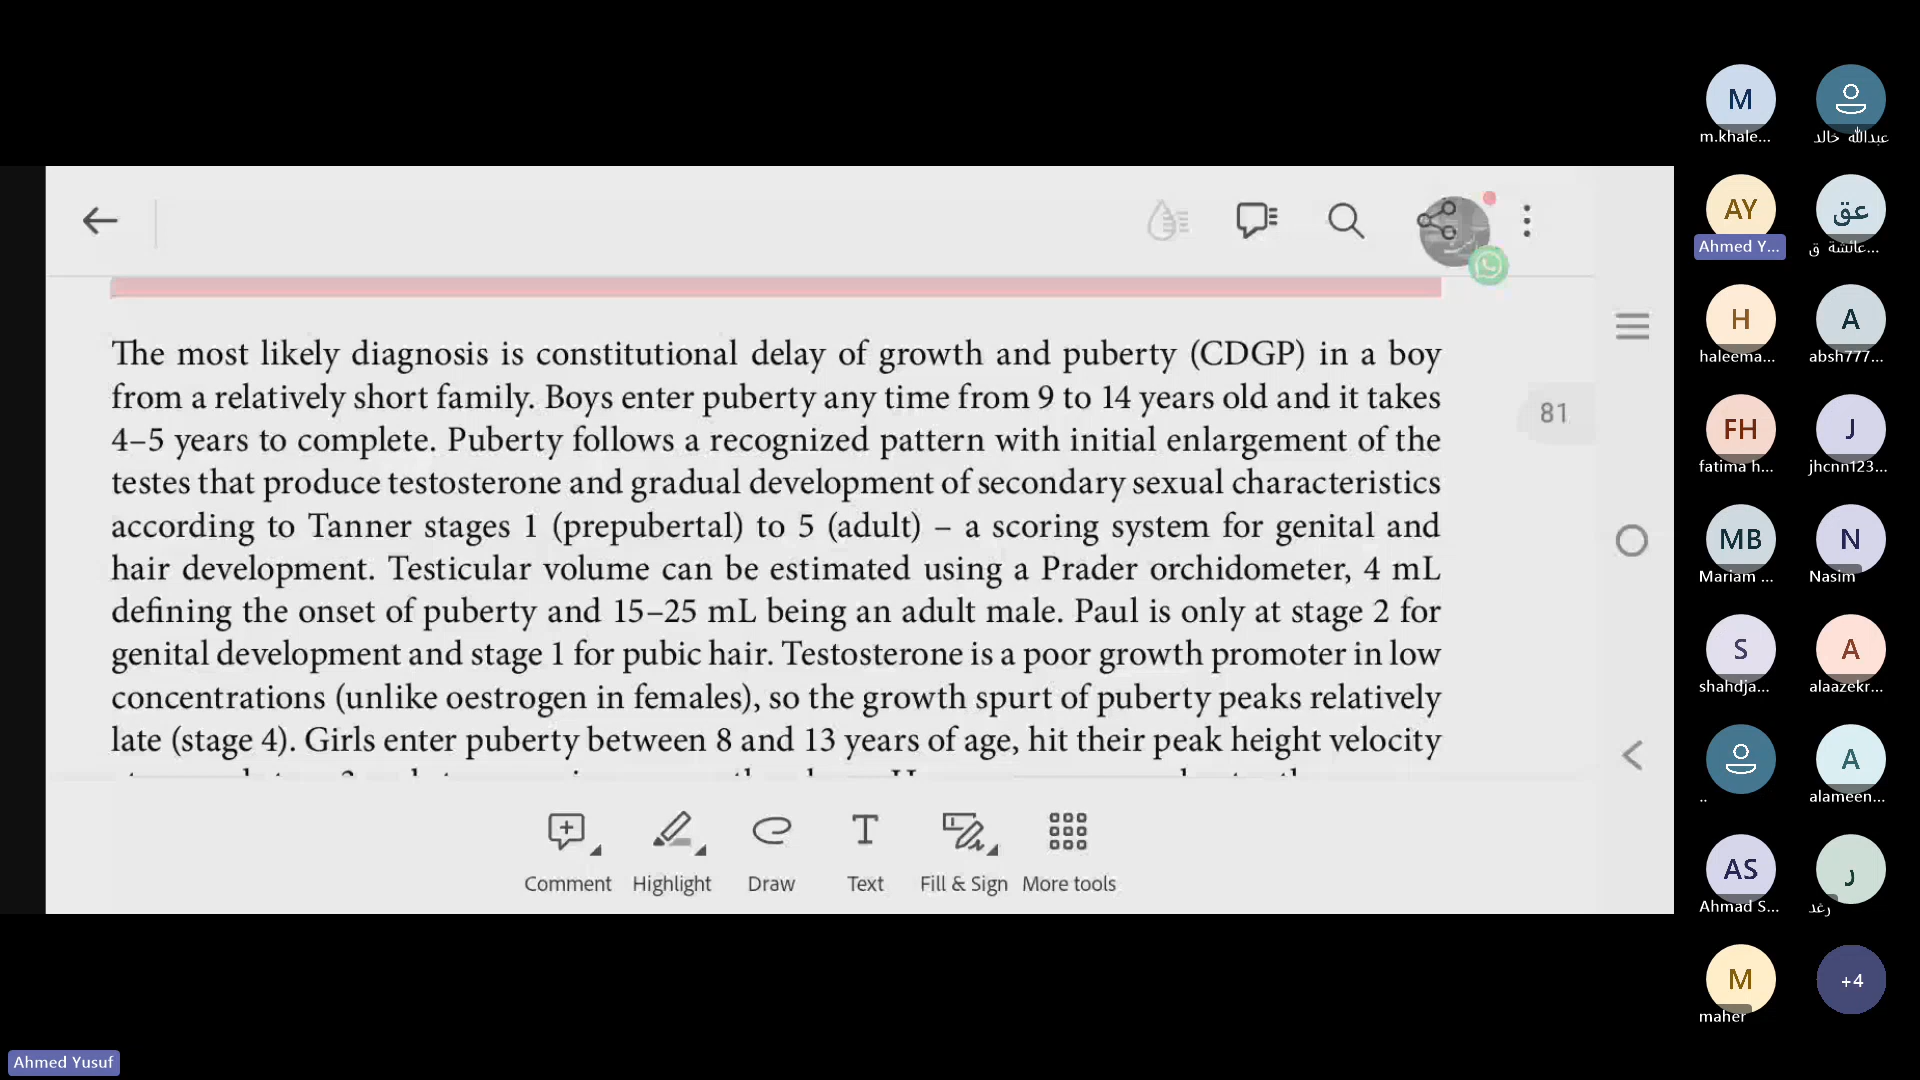 81
The most likely diagnosis is constitutional delay of growth and puberty (CDGP) in a boy
from a relatively short family. Boys enter puberty any time from 9 to 14 years old and it takes
4–5 years to complete. Puberty follows a recognized pattern with initial enlargement of the
testes that produce testosterone and gradual development of secondary sexual characteristics
according to Tanner stages 1 (prepubertal) to 5 (adult) – a scoring system for genital and
hair development. Testicular volume can be estimated using a Prader orchidometer, 4 mL
defining the onset of puberty and 15–25 mL being an adult male. Paul is only at stage 2 for
genital development and stage 1 for pubic hair. Testosterone is a poor growth promoter in low
concentrations (unlike oestrogen in females), so the growth spurt of puberty peaks relatively
late (stage 4). Girls enter puberty between 8 and 13 years of age, hit their peak height velocity
Comment
Highlight
Draw
Text
Fill & Sign
More tools
M
m.khale...
عبدالله خالد
AY
Ahmed Y...
عق
عائشة ق...
H
haleema...
A
absh777...
FH
fatima h...
J
jhcnn123...
MB
Mariam ...
N
Nasim
S
shahdja...
A
alaazekr...
..
A
alameen...
AS
Ahmad S...
ر
رغد
M
maher
+4
Ahmed Yusuf